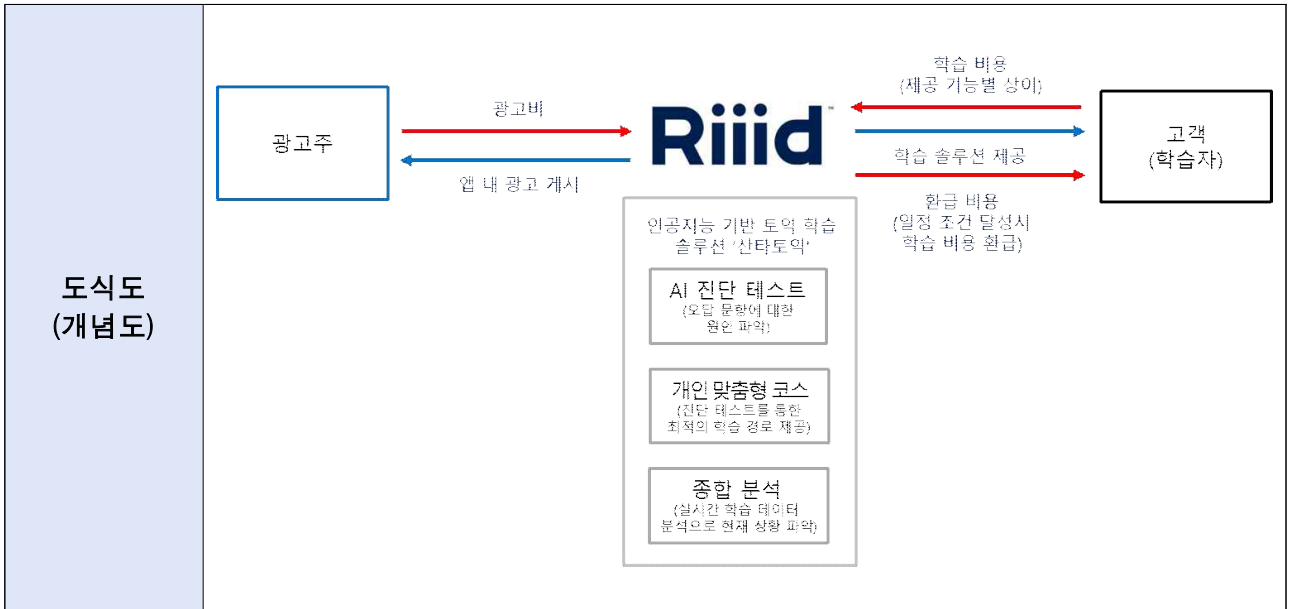 도식도
(개념도)
광고주
광고비
앱 내 광고 게시
Riiid™
학습 비용
(제공 기능별 상이)
학습 솔루션 제공
환급 비용
(일정 조건 달성시
학습 비용 환급)
고객
(학습자)
인공지능 기반 토익 학습
솔루션 '산타토익'
AI 진단 테스트
(오답 문항에 대한
원인 파악)
개인 맞춤형 코스
(진단 테스트를 통한
최적의 학습 경로 제공)
종합 분석
(실시간 학습 데이터
분석으로 현재 상황 파악)